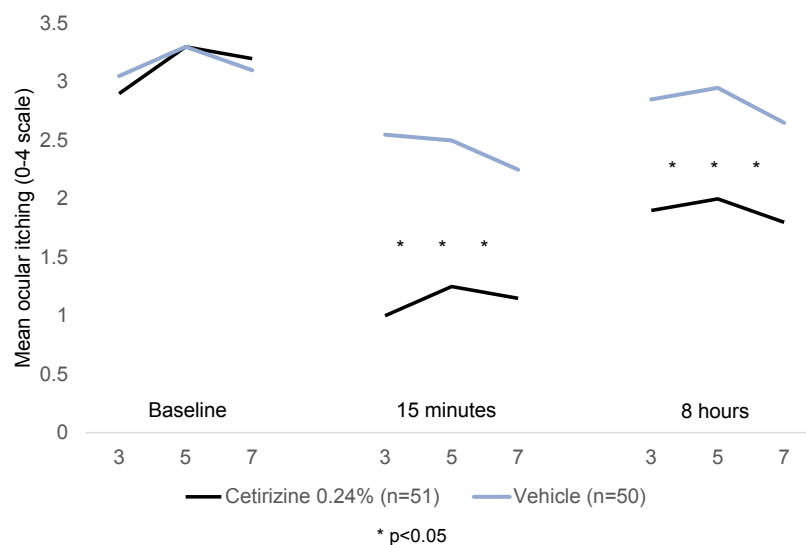 Mean ocular itching (0-4 scale)
3.5
3
2.5
2
1.5
1
0.5
0
* * *
* * *
Baseline 15 minutes 8 hours
3 5 7 3 5 7 3 5 7
Cetirizine 0.24% (n=51) Vehicle (n=50)
* p<0.05